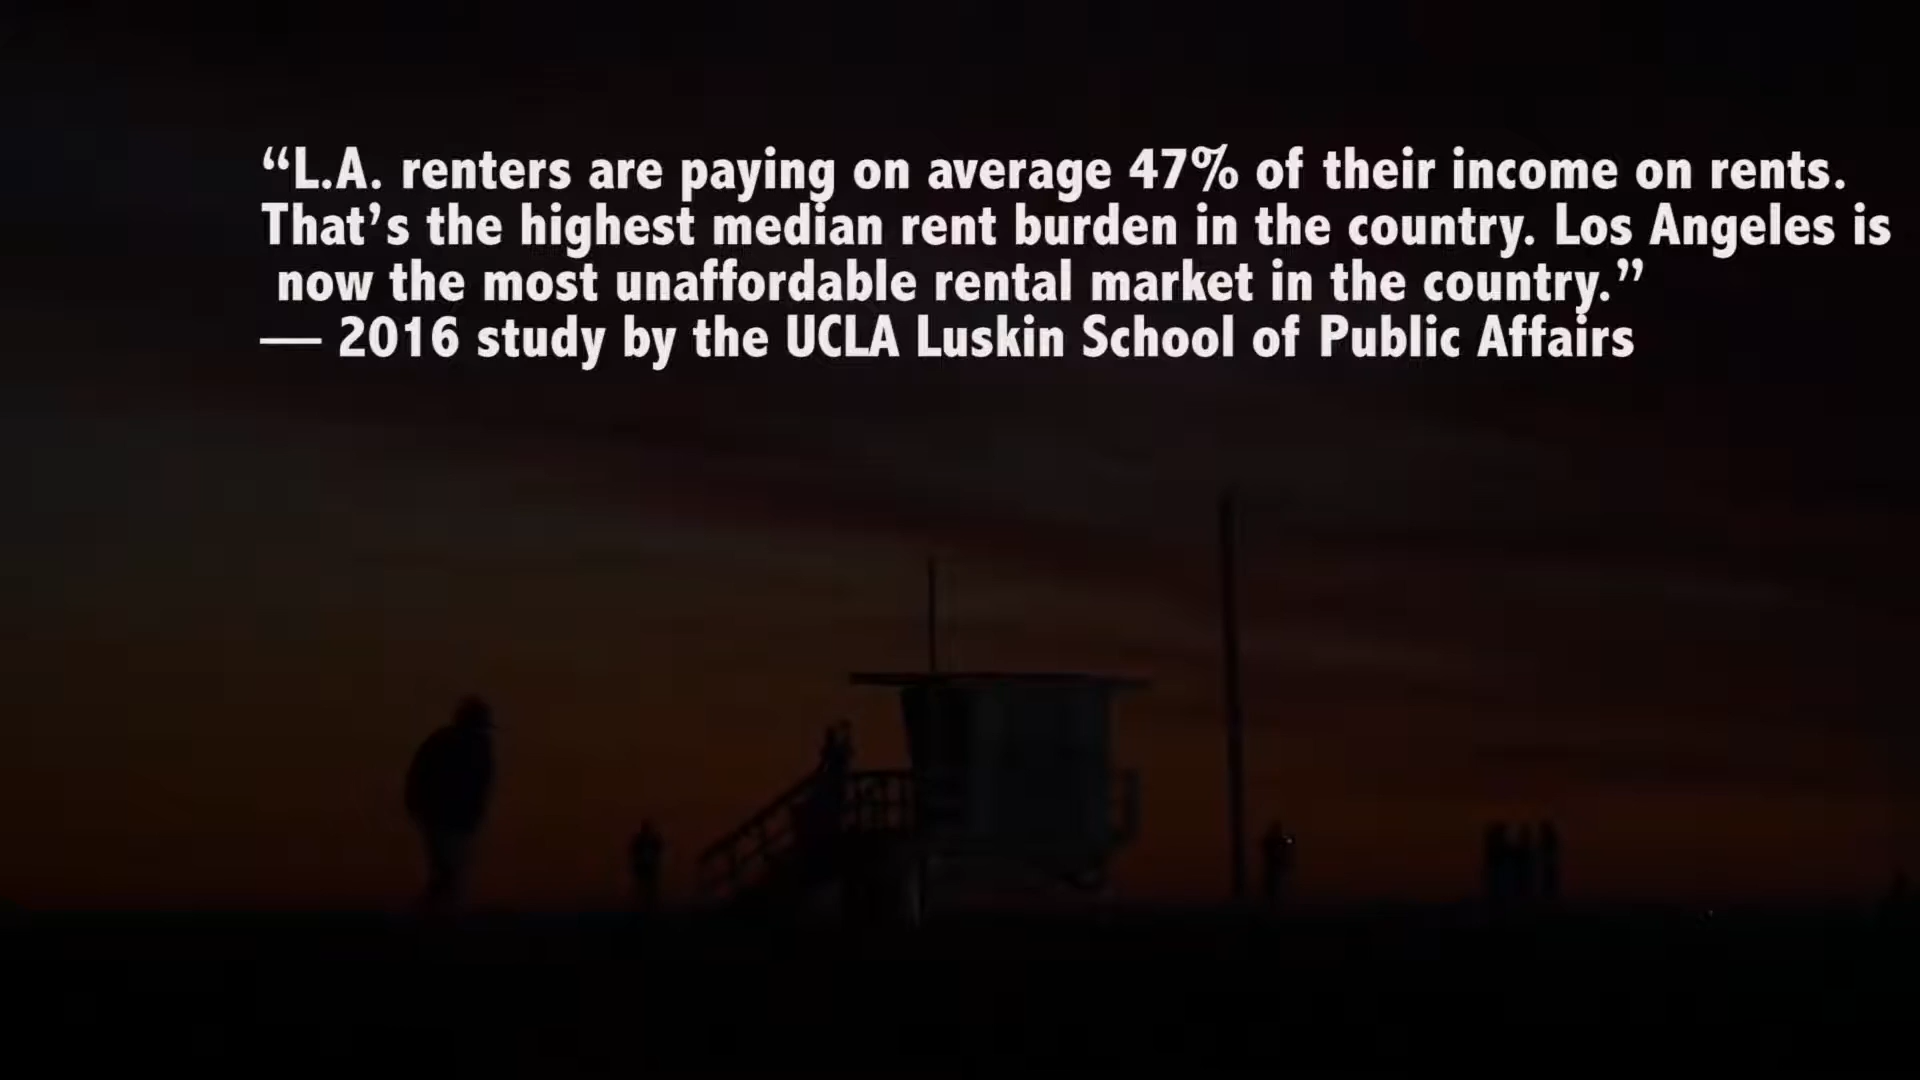 “L.A. renters are paying on average 47% of their income on rents.
That’s the highest median rent burden in the country. Los Angeles is
now the most unaffordable rental market in the country.”
— 2016 study by the UCLA Luskin School of Public Affairs